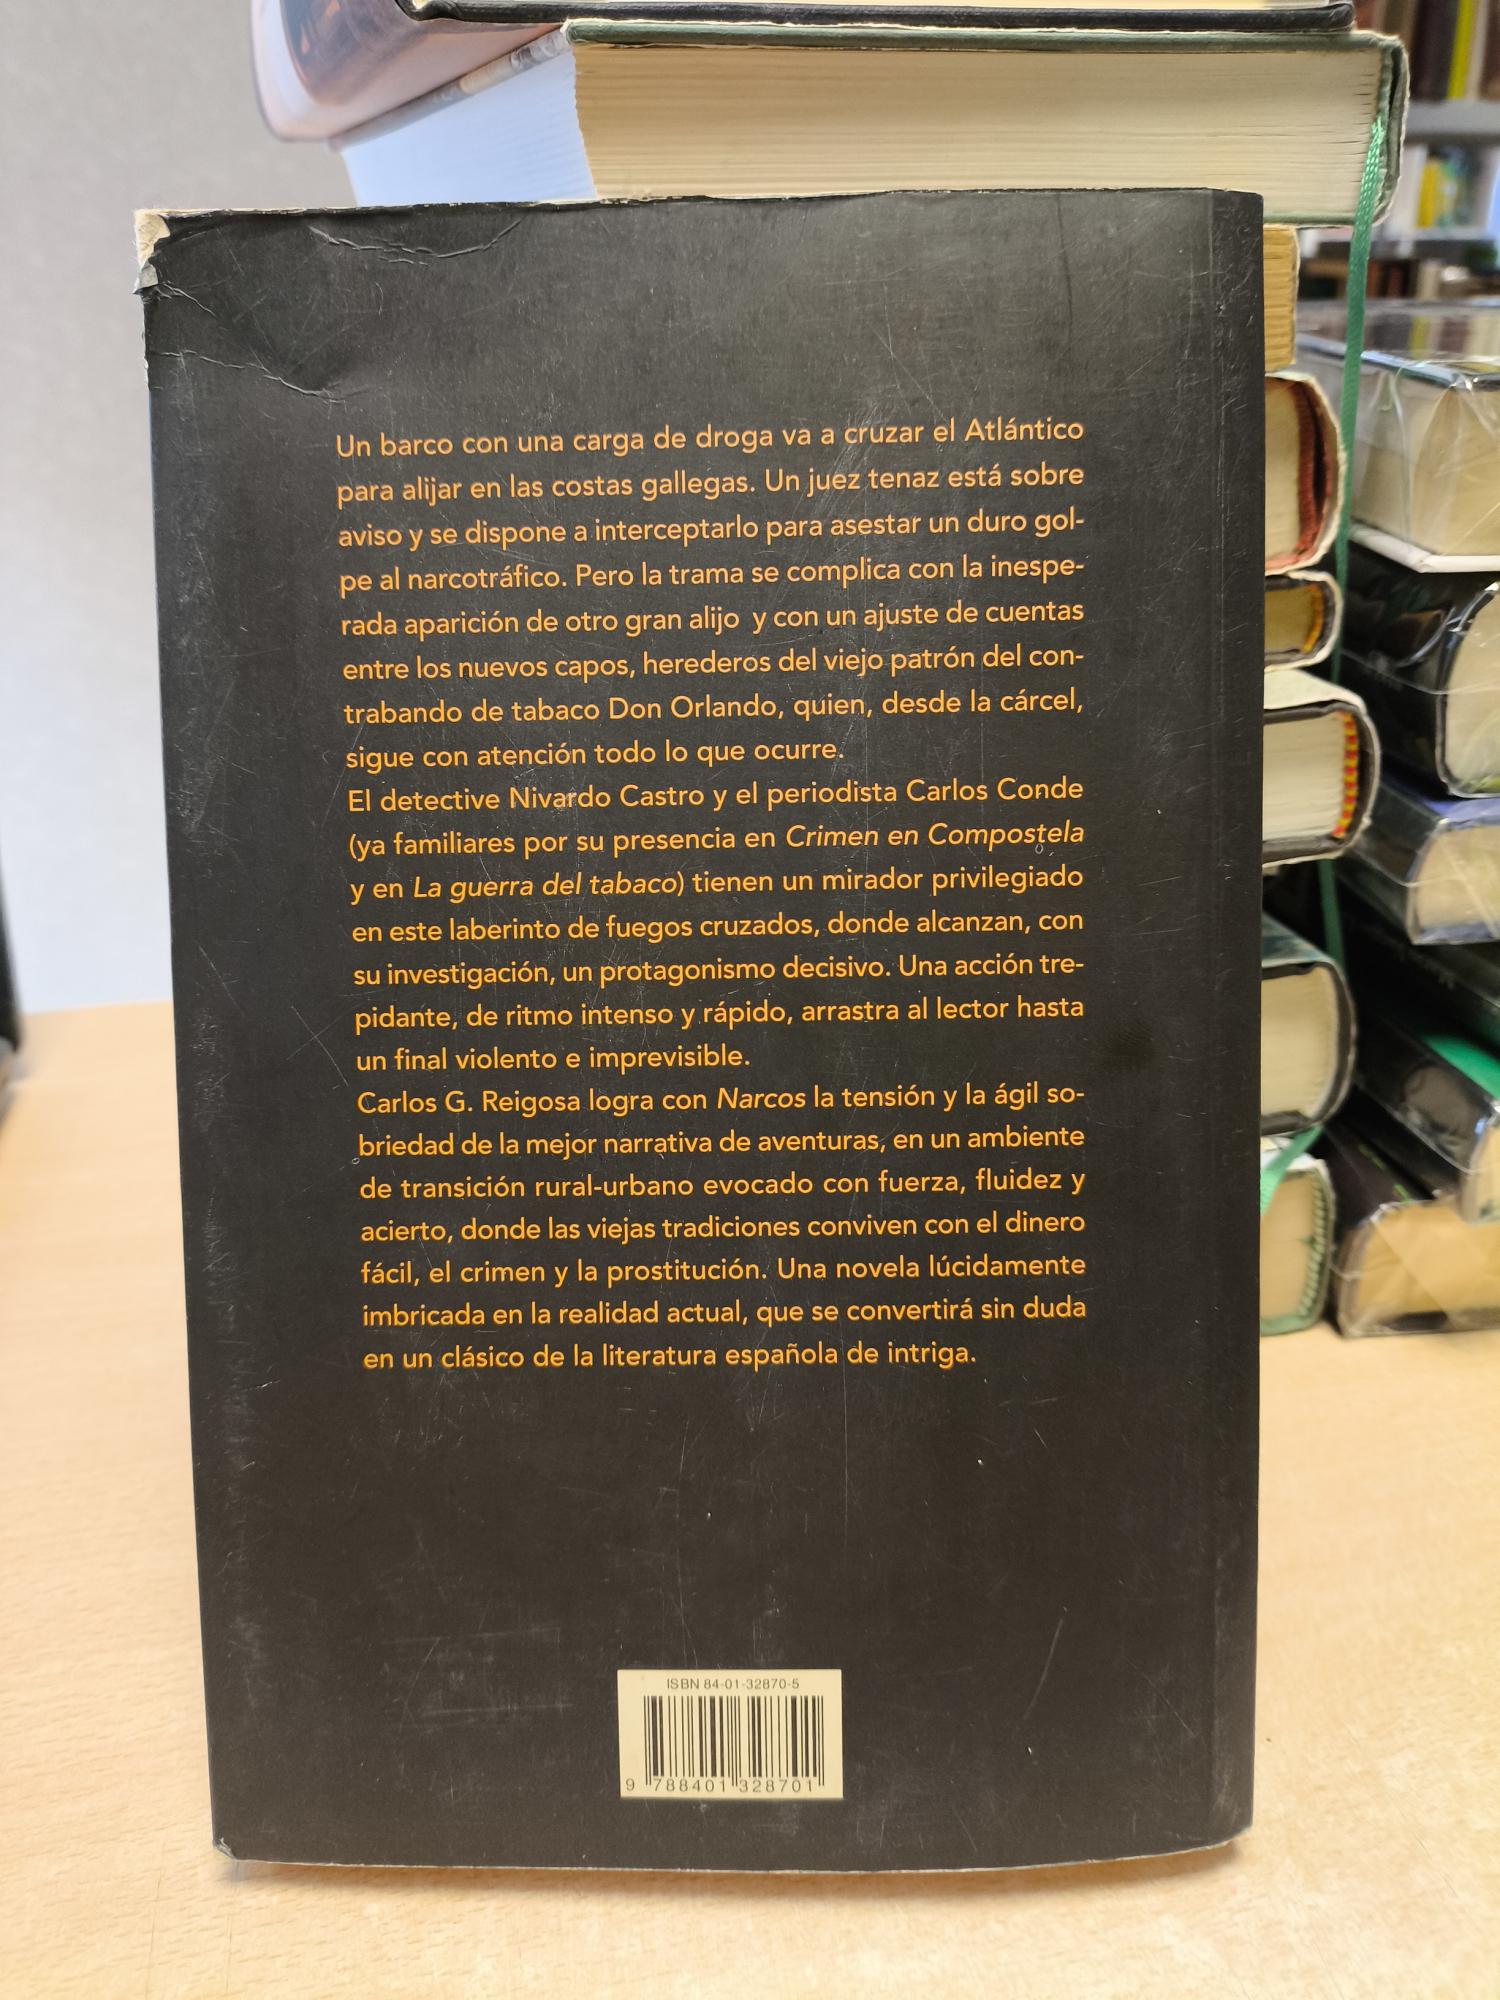 Un barco con una carga de droga va a cruzar el Atlántico
para alijar en las costas gallegas. Un juez tenaz está sobre
aviso y se dispone a interceptarlo para asestar un duro gol-
pe al narcotráfico. Pero la trama se complica con la inespe-
rada aparición de otro gran alijo y con un ajuste de cuentas
entre los nuevos capos, herederos del viejo patrón del con-
trabando de tabaco Don Orlando, quien, desde la cárcel,
sigue con atención todo lo que ocurre.
El detective Nivardo Castro y el periodista Carlos Conde
(ya familiares por su presencia en Crimen en Compostela
y en La guerra del tabaco) tienen un mirador privilegiado
en este laberinto de fuegos cruzados, donde alcanzan, con
su investigación, un protagonismo decisivo. Una acción tre-
pidante, de ritmo intenso y rápido, arrastra al lector hasta
un final violento e imprevisible.
Carlos G. Reigosa logra con Narcos la tensión y la ágil so-
briedad de la mejor narrativa de aventuras, en un ambiente
de transición rural-urbano evocado con fuerza, fluidez y
acierto, donde las viejas tradiciones conviven con el dinero
fácil, el crimen y la prostitución. Una novela lúcidamente
imbricada en la realidad actual, que se convertirá sin duda
en un clásico de la literatura española de intriga.
ISBN 84-01-32870-5
9 788401 328701